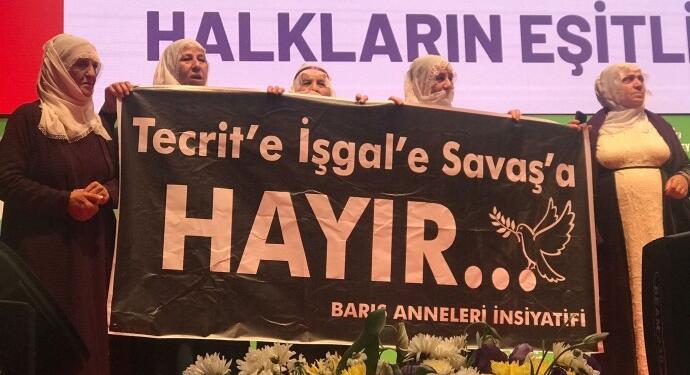 HALKLARIN EŞİTLİ
Tecrit'e İşgal'e Savaş'a
HAYIR...
BARIŞ ANNELERİ İNSİYATİFİ